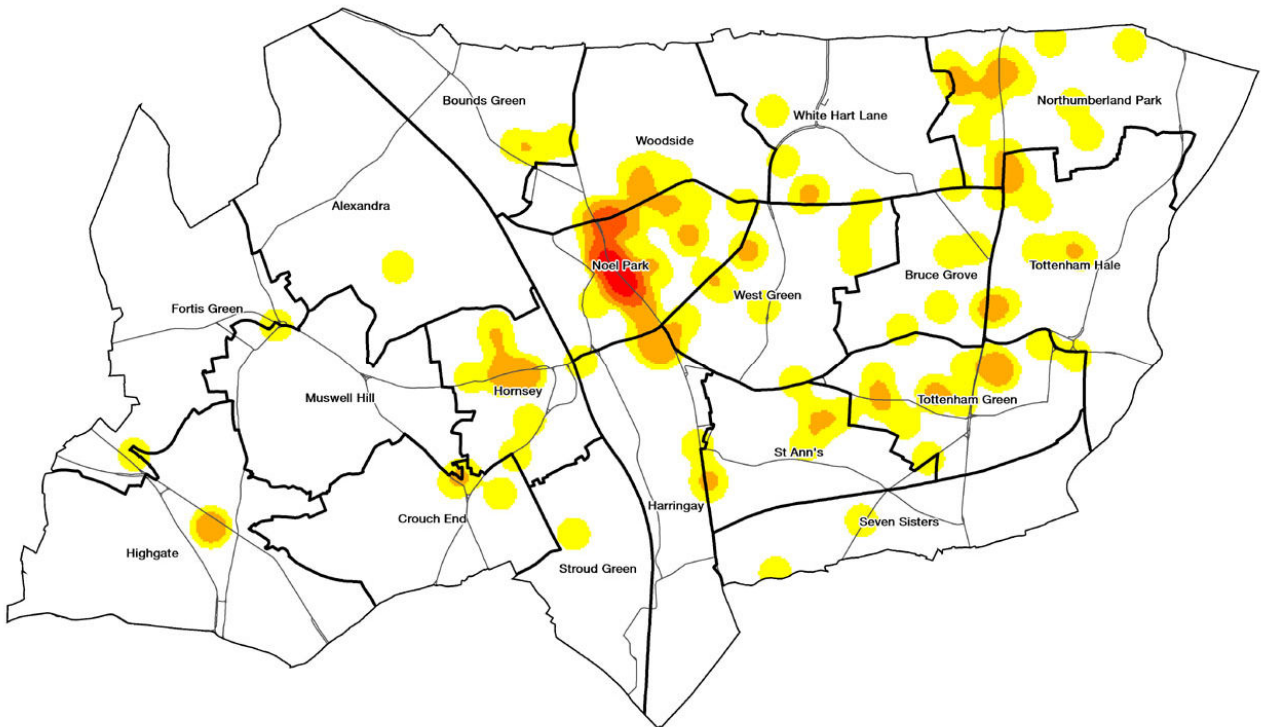 Bounds Green
White Hart Lane
Northumberland Park
Woodside
Alexandra
Noel Park
West Green
Bruce Grove
Tottenham Hale
Fortis Green
Muswell Hill
Hornsey
Tottenham Green
St Ann's
Harringay
Crouch End
Seven Sisters
Highgate
Stroud Green